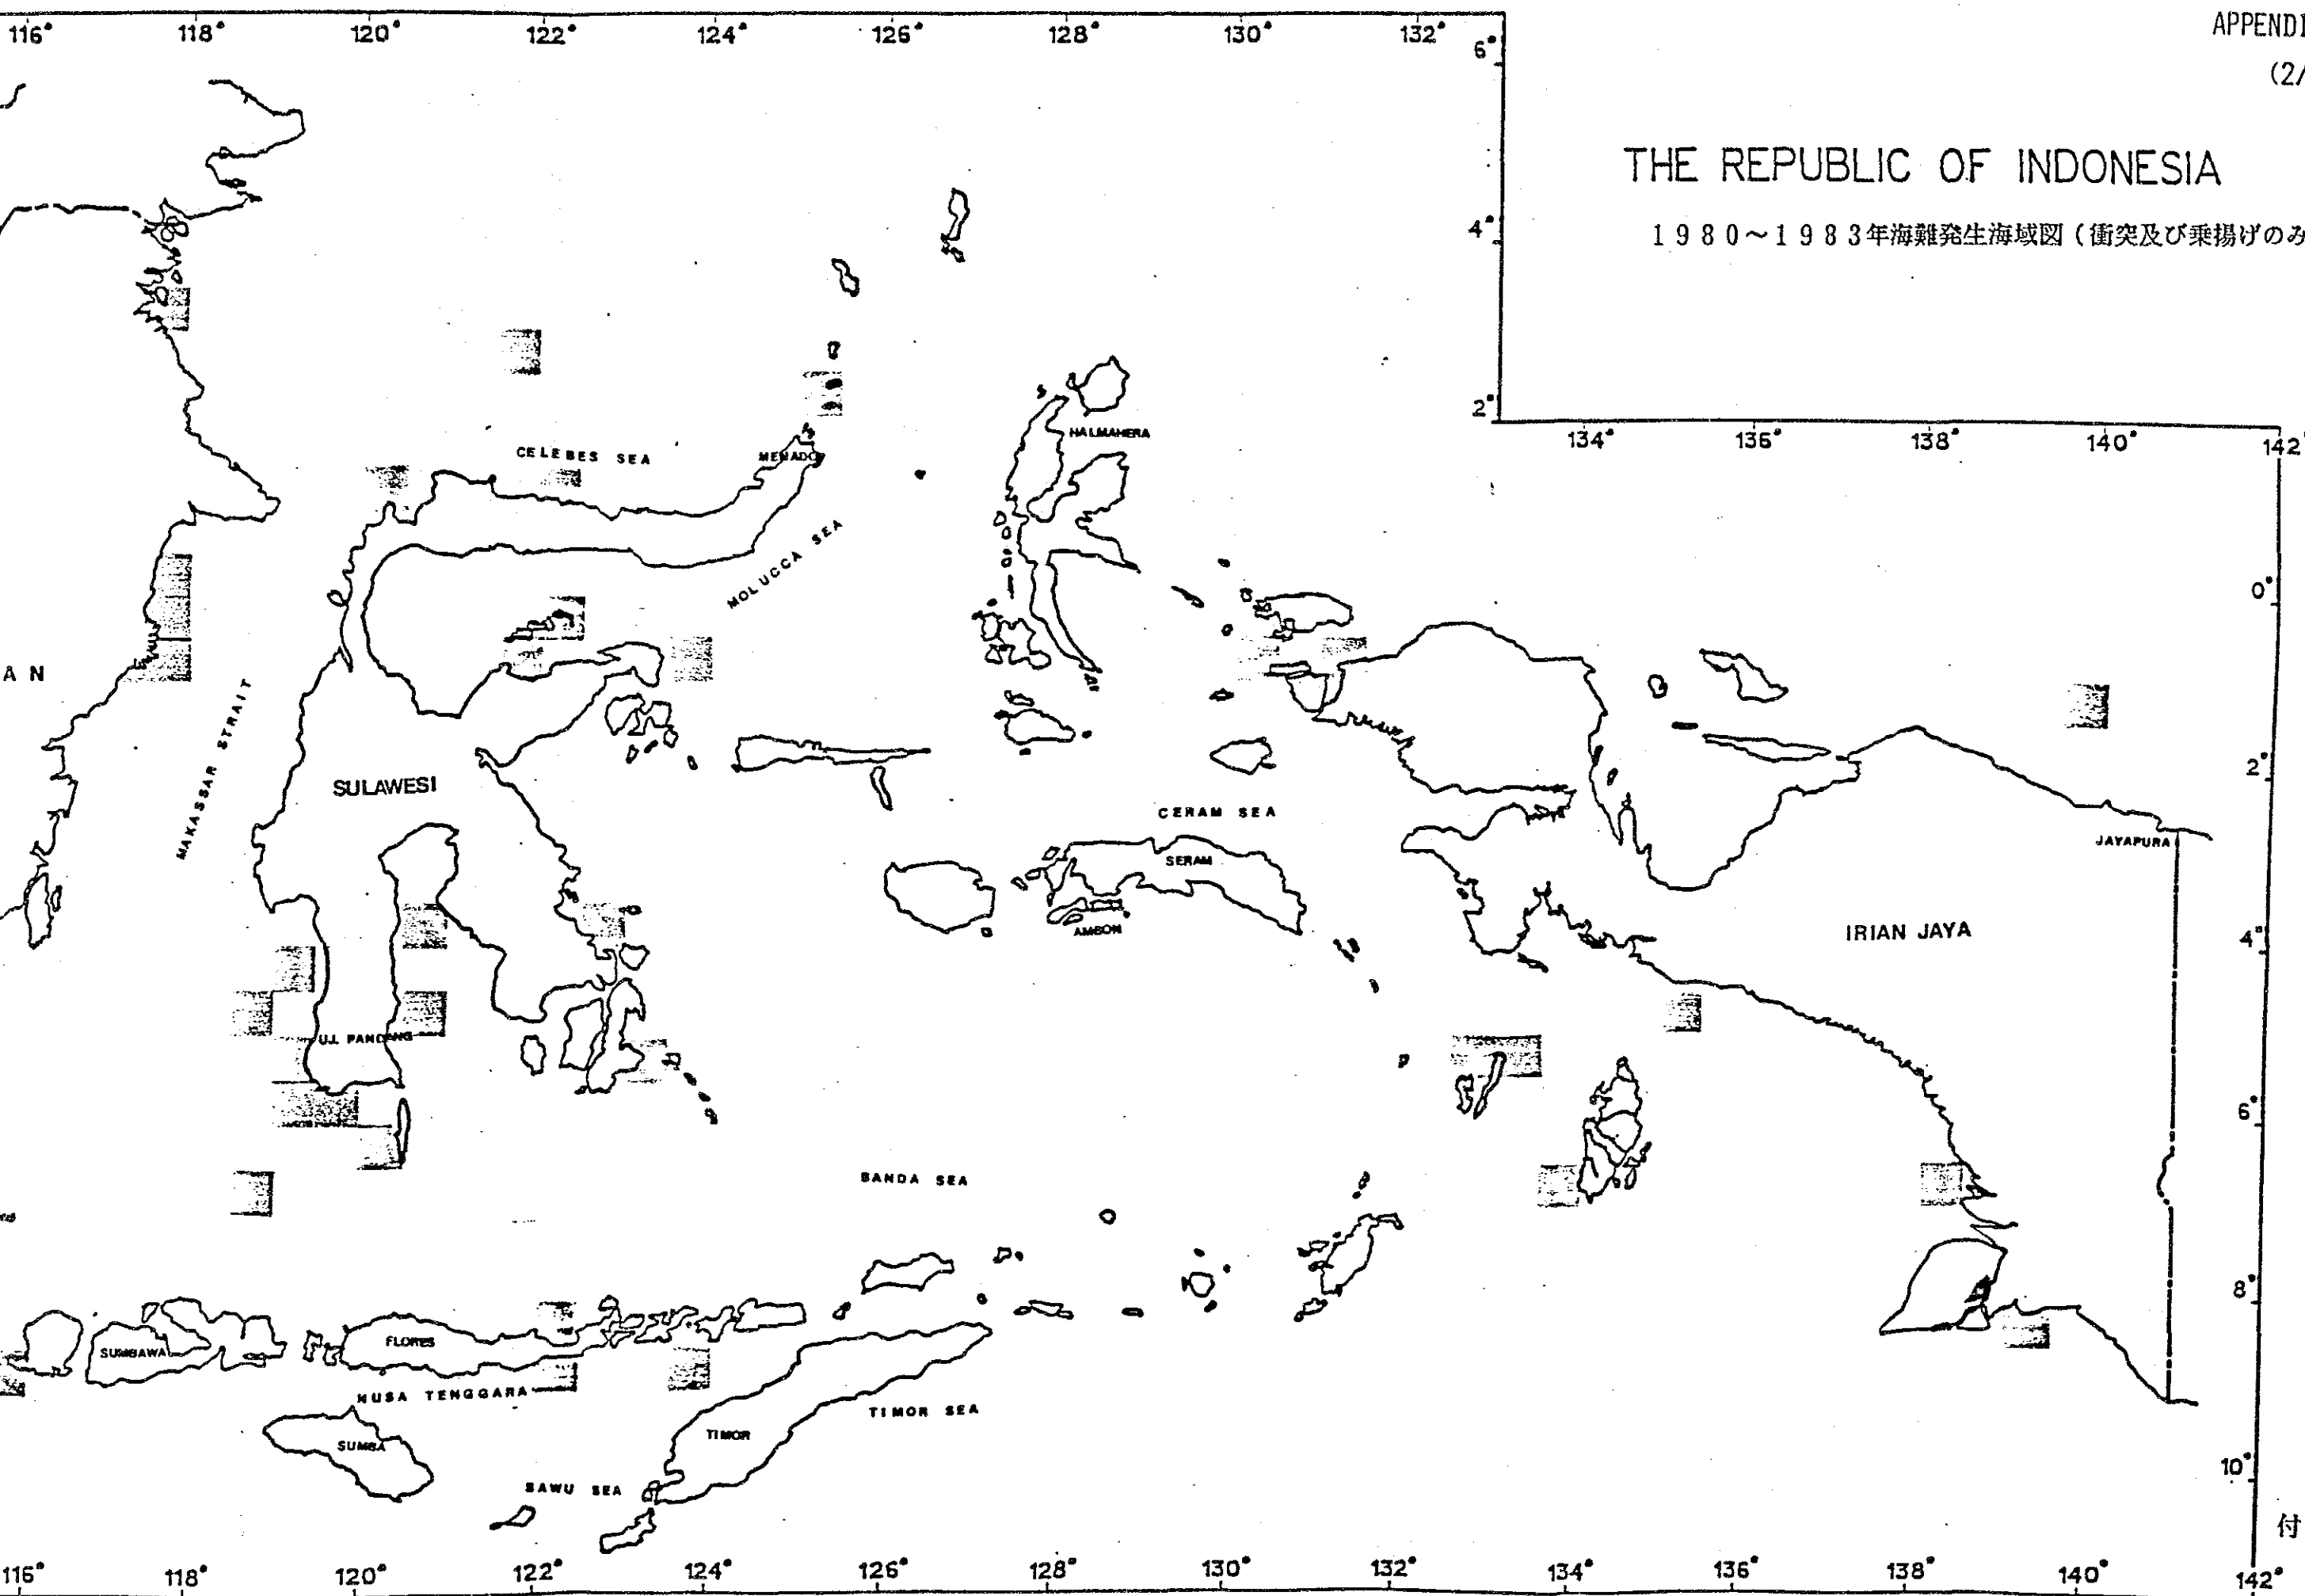 116° 118° 120° 122° 124° 126° 128° 130° 132°
APPENDI
(2/
6°
THE REPUBLIC OF INDONESIA
4°
1980～1983年海難発生海域図（衝突及び乗揚げのみ
2°
134° 136° 138° 140° 142°
HALMAHERA
CELEBES SEA
MENADO
MOLUCCA SEA
0°
AN
MAKASSAR STRAIT
2°
SULAWESI
CERAM SEA
JAYAPURA
SERAM
AMBON
IRIAN JAYA
4°
UJ. PANDANG
6°
BANDA SEA
8°
FLORES
SUMBAWA
NUSA TENGGARA
TIMOR SEA
TIMOR
SUMBA
10°
SAWU SEA
付
116° 118° 120° 122° 124° 126° 128° 130° 132° 134° 136° 138° 140° 142°